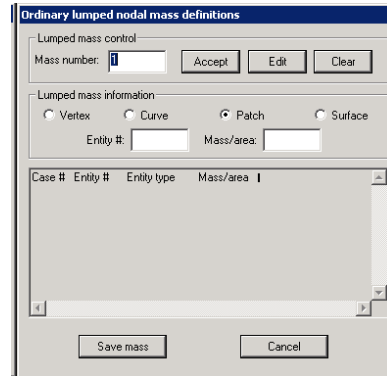 Ordinary lumped nodal mass definitions
Lumped mass control
Mass number: 1 Accept Edit Clear
Lumped mass information
Vertex Curve Patch Surface
Entity #: Mass/area:
Case # Entity # Entity type Mass/area
Save mass Cancel